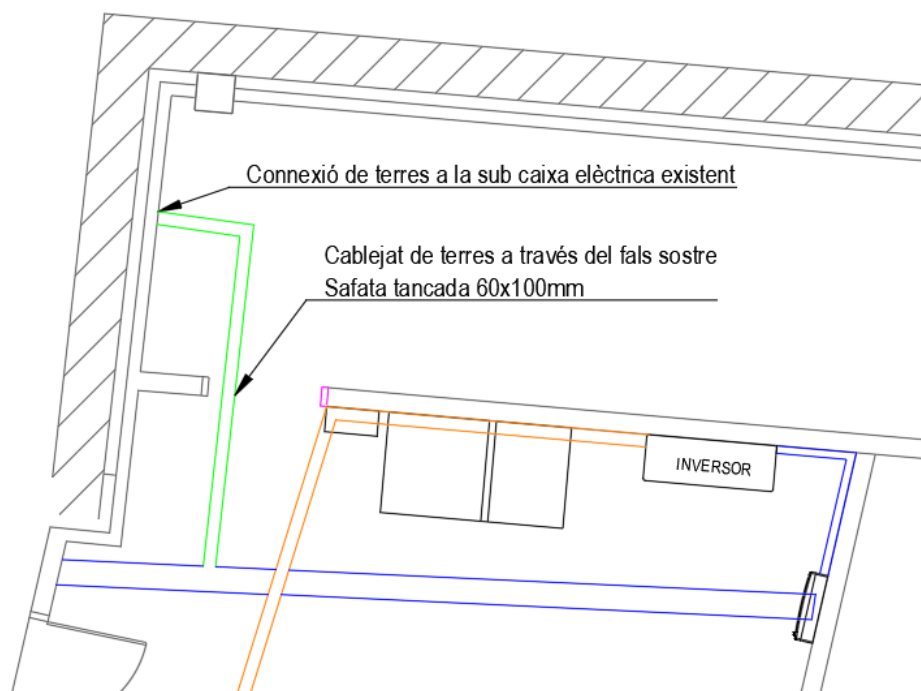 Connexió de terres a la sub caixa elèctrica existent
Cablejat de terres a través del fals sostre
Safata tancada 60x100mm
INVERSOR